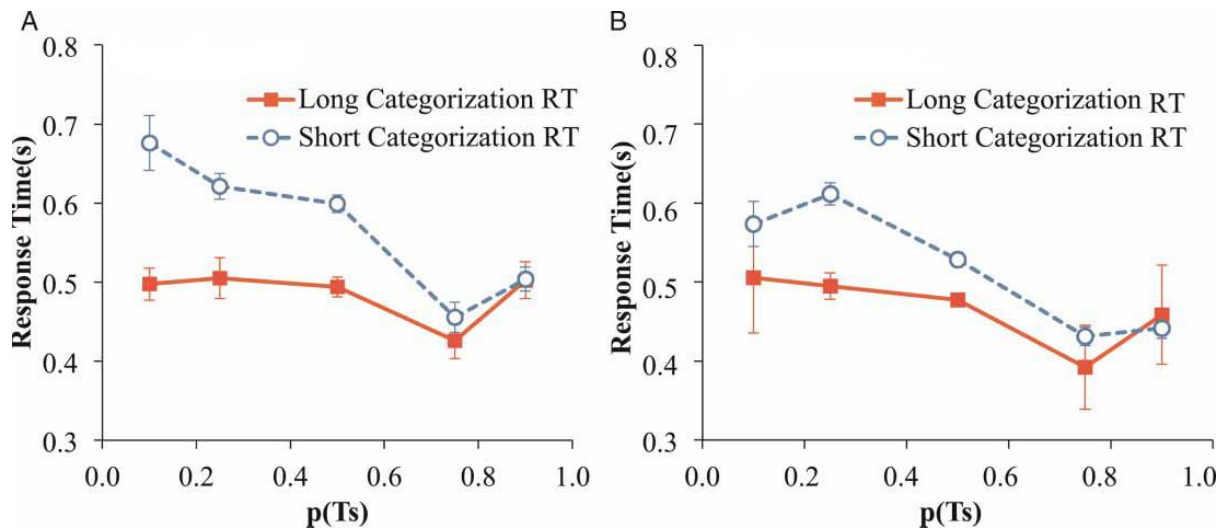 A
0.8
0.7
0.6
0.5
0.4
0.3
Response Time(s)
Long Categorization RT
Short Categorization RT
0.0 0.2 0.4 0.6 0.8 1.0
p(Ts)
B
0.8
0.7
0.6
0.5
0.4
0.3
Response Time(s)
Long Categorization RT
Short Categorization RT
0.0 0.2 0.4 0.6 0.8 1.0
p(Ts)